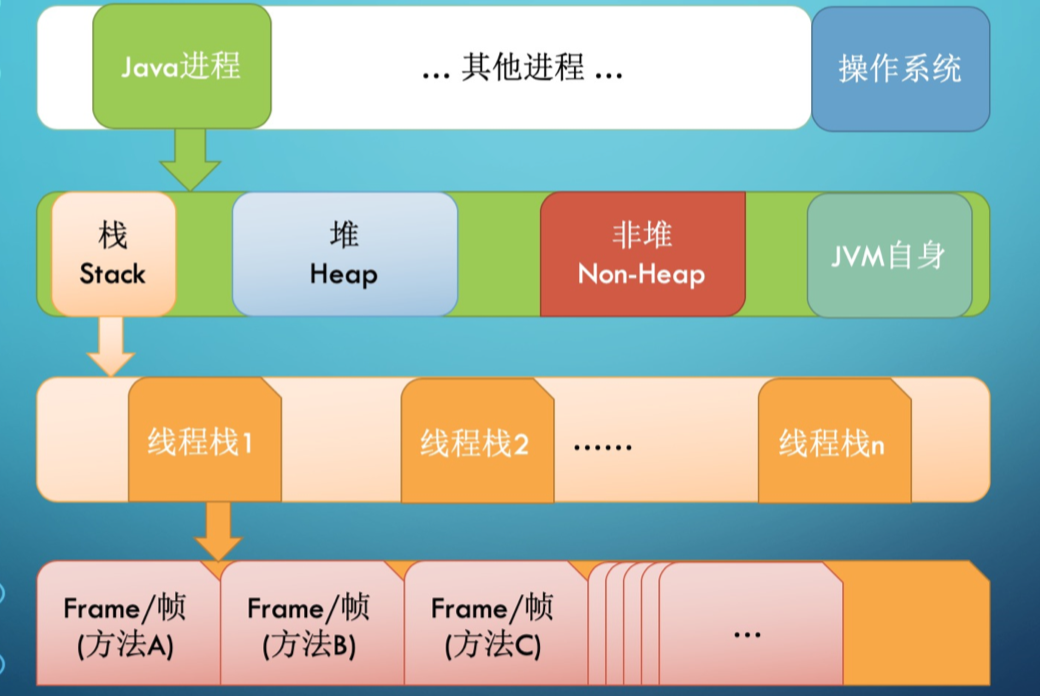 Java进程
... 其他进程 ...
操作系统
栈
Stack
堆
Heap
非堆
Non-Heap
JVM自身
线程栈1
线程栈2
......
线程栈n
Frame/帧
(方法A)
Frame/帧
(方法B)
Frame/帧
(方法C)
...